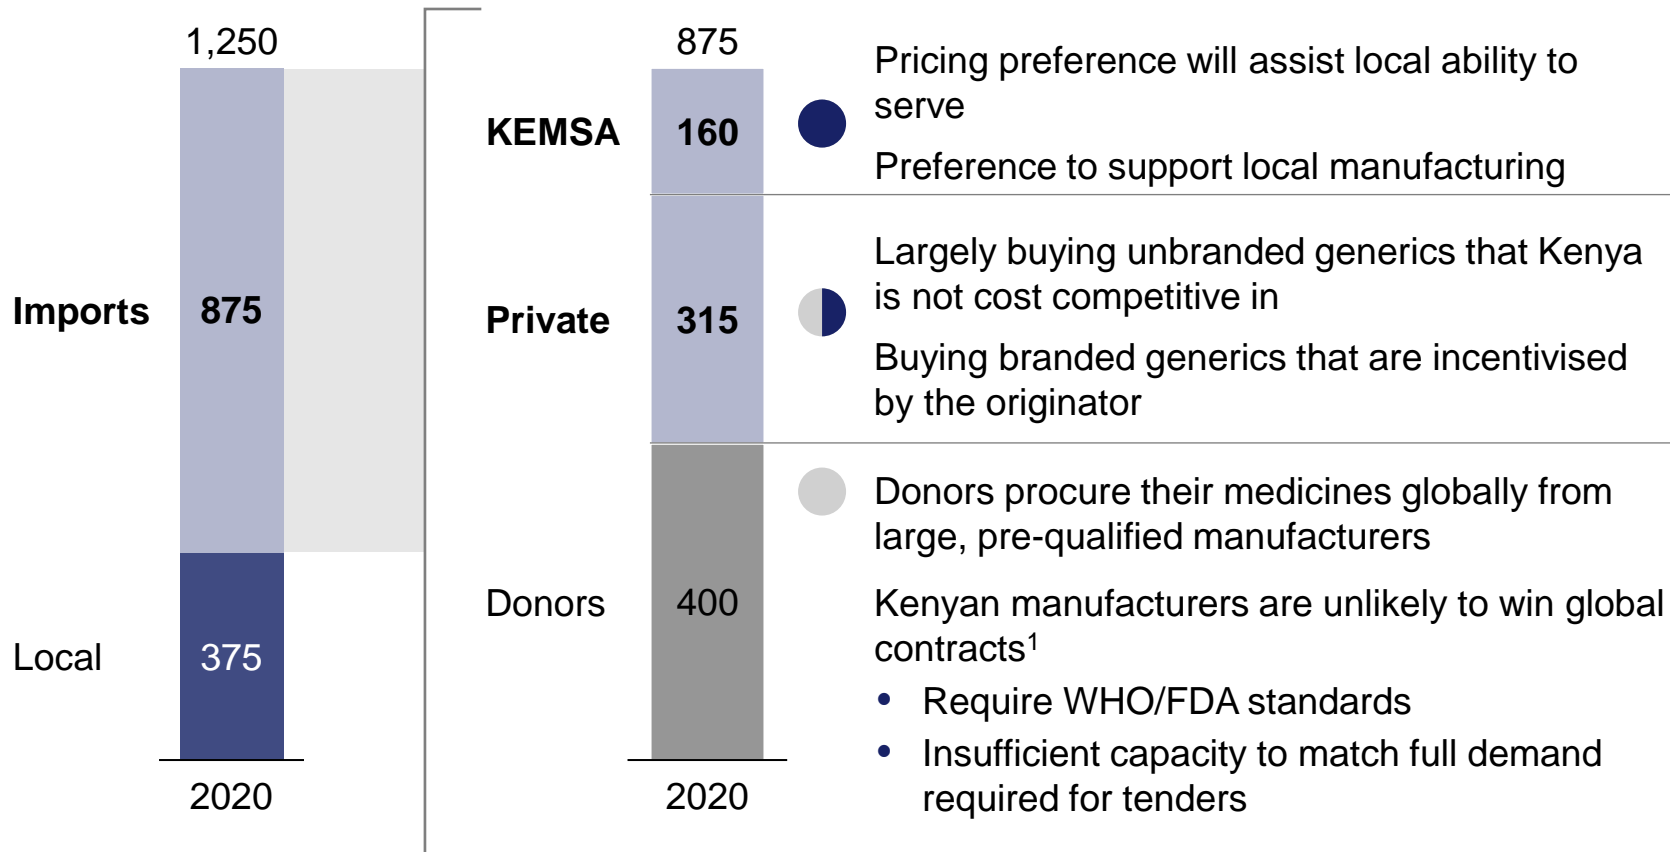 1,250
Imports
875
Local
375
2020
875
KEMSA
160
Pricing preference will assist local ability to
serve
Preference to support local manufacturing
Private
315
Largely buying unbranded generics that Kenya
is not cost competitive in
Buying branded generics that are incentivised
by the originator
Donors
400
Donors procure their medicines globally from
large, pre-qualified manufacturers
Kenyan manufacturers are unlikely to win global
contracts¹
• Require WHO/FDA standards
• Insufficient capacity to match full demand
required for tenders
2020